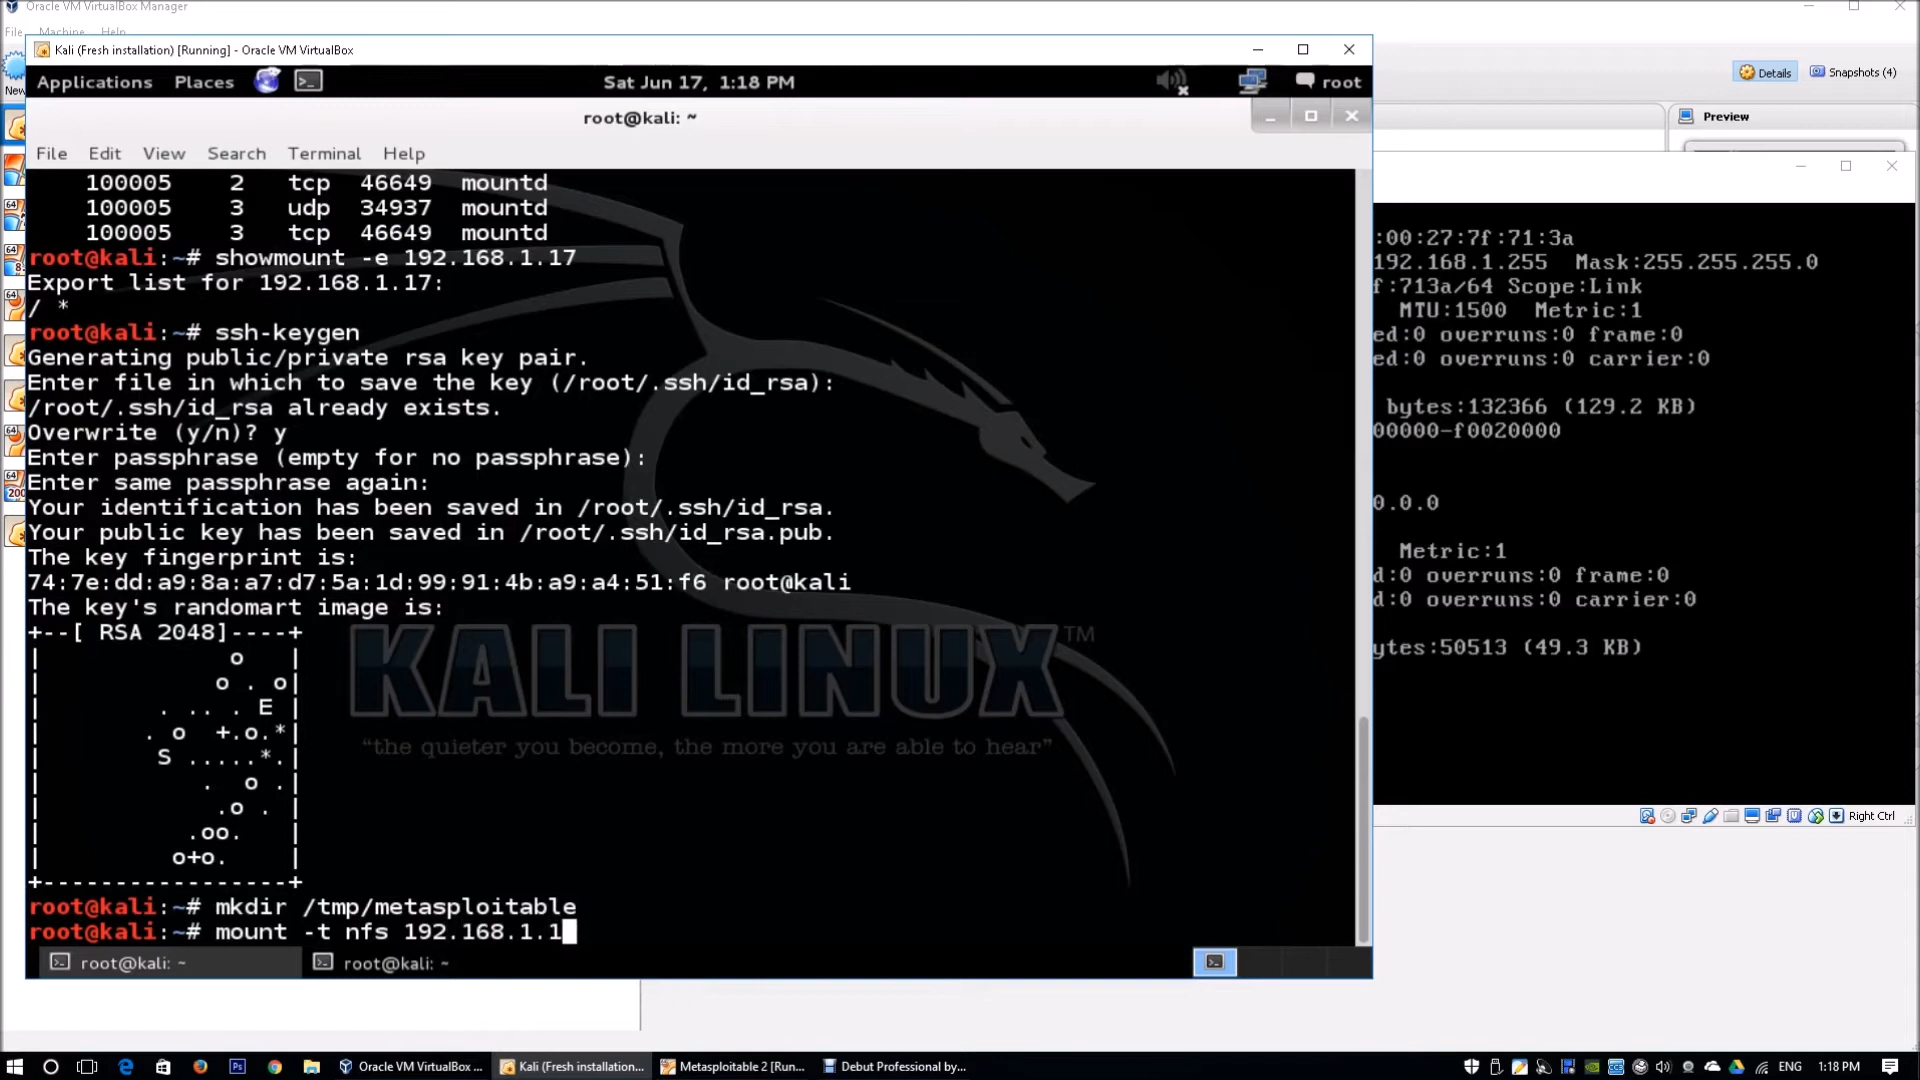 Oracle VM VirtualBox Manager
File Machine Help
New
Details
Snapshots (4)
Preview
Kali (Fresh installation) [Running] - Oracle VM VirtualBox
Applications Places Sat Jun 17, 1:18 PM root
root@kali: ~
File Edit View Search Terminal Help
100005 2 tcp 46649 mountd
100005 3 udp 34937 mountd
100005 3 tcp 46649 mountd
root@kali:~# showmount -e 192.168.1.17
Export list for 192.168.1.17:
/ *
root@kali:~# ssh-keygen
Generating public/private rsa key pair.
Enter file in which to save the key (/root/.ssh/id_rsa):
/root/.ssh/id_rsa already exists.
Overwrite (y/n)? y
Enter passphrase (empty for no passphrase):
Enter same passphrase again:
Your identification has been saved in /root/.ssh/id_rsa.
Your public key has been saved in /root/.ssh/id_rsa.pub.
The key fingerprint is:
74:7e:dd:a9:8a:a7:d7:5a:1d:99:91:4b:a9:a4:51:f6 root@kali
The key's randomart image is:
+--[ RSA 2048]----+
|             o   |
|            o . o|
|        . .. . E |
|       . o  +.o.*|
|        S .....*.|
|           .  o .|
|            .o . |
|          .oo.   |
|         o+o.    |
+-----------------+
root@kali:~# mkdir /tmp/metasploitable
root@kali:~# mount -t nfs 192.168.1.1
KALI LINUX™
“the quieter you become, the more you are able to hear”
root@kali: ~
root@kali: ~
:00:27:7f:71:3a
192.168.1.255 Mask:255.255.255.0
f:713a/64 Scope:Link
MTU:1500 Metric:1
ed:0 overruns:0 frame:0
ed:0 overruns:0 carrier:0
bytes:132366 (129.2 KB)
00000-f0020000
0.0.0
Metric:1
d:0 overruns:0 frame:0
d:0 overruns:0 carrier:0
ytes:50513 (49.3 KB)
Right Ctrl
Oracle VM VirtualBox ...
Kali (Fresh installation...
Metasploitable 2 [Run...
Debut Professional by...
ENG
1:18 PM